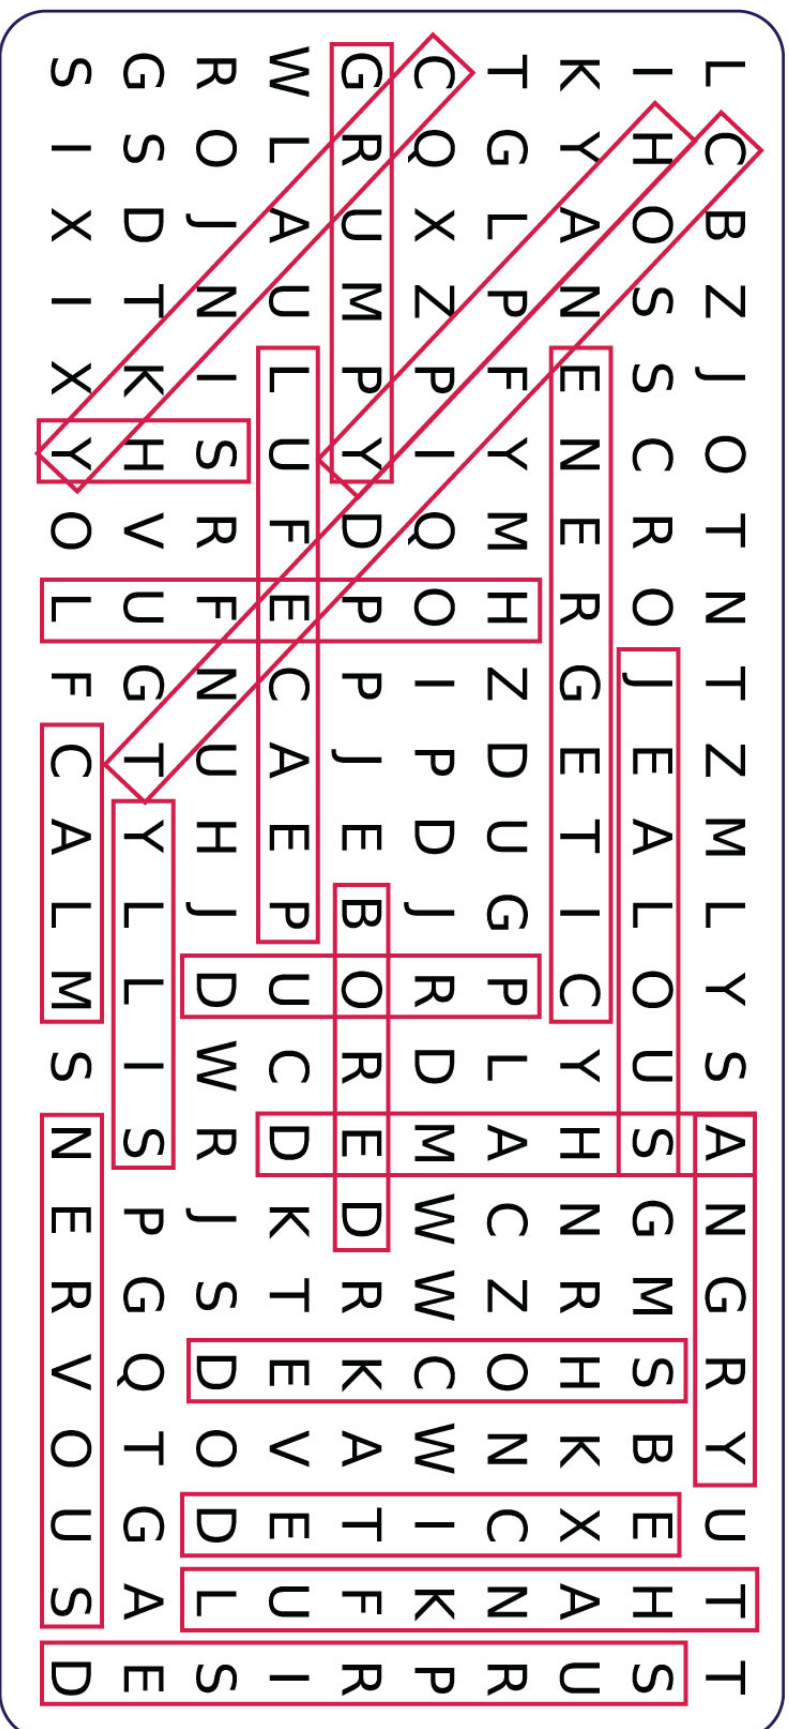 L C B Z J O T N T Z M L Y S A N G R Y U T T
I H O S S C R O J E A L O U S G M S B E H S
K Y A N E N E R G E T I C Y H N R H K X A U
T G L P F Y M H Z D U G P L A C Z O N C N R
C Q X Z P I Q O I P D J R D M W W C W I K P
G R U M P Y D P P J E B O R E D R K A T F R
W L A U L U F E C A E P U C D K T E V E U I
R O J N I S R F N U H J D W R J S D O D L S
G S D T K H V U G T Y L L I S P G Q T G A E
S I X I X Y O L F C A L M S N E R V O U S D